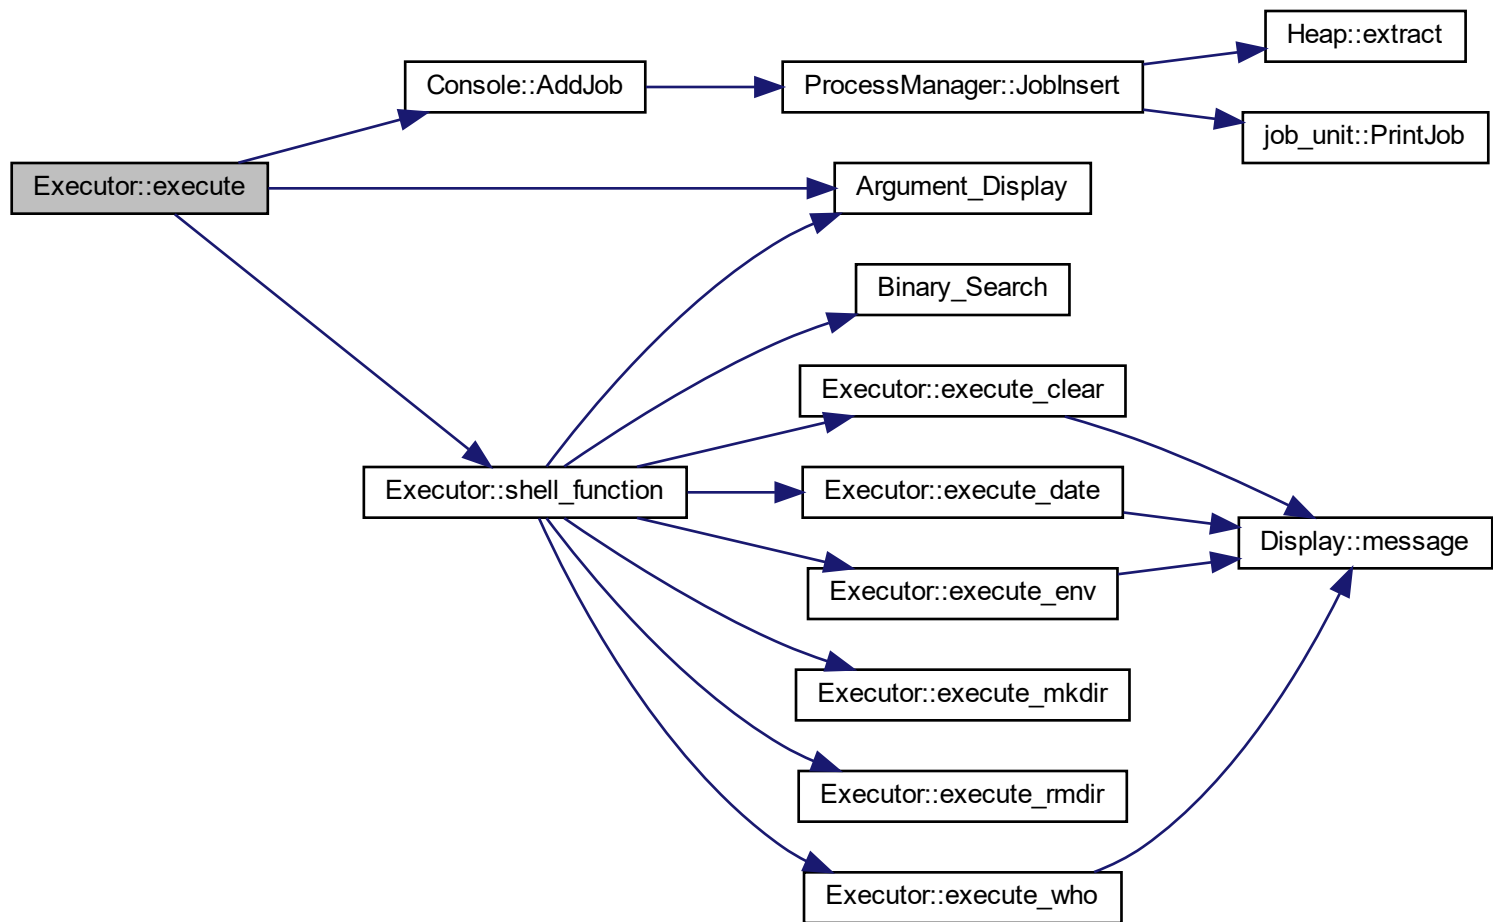 Heap::extract
Console::AddJob
ProcessManager::JobInsert
job_unit::PrintJob
Executor::execute
Argument_Display
Binary_Search
Executor::execute_clear
Executor::shell_function
Executor::execute_date
Display::message
Executor::execute_env
Executor::execute_mkdir
Executor::execute_rmdir
Executor::execute_who